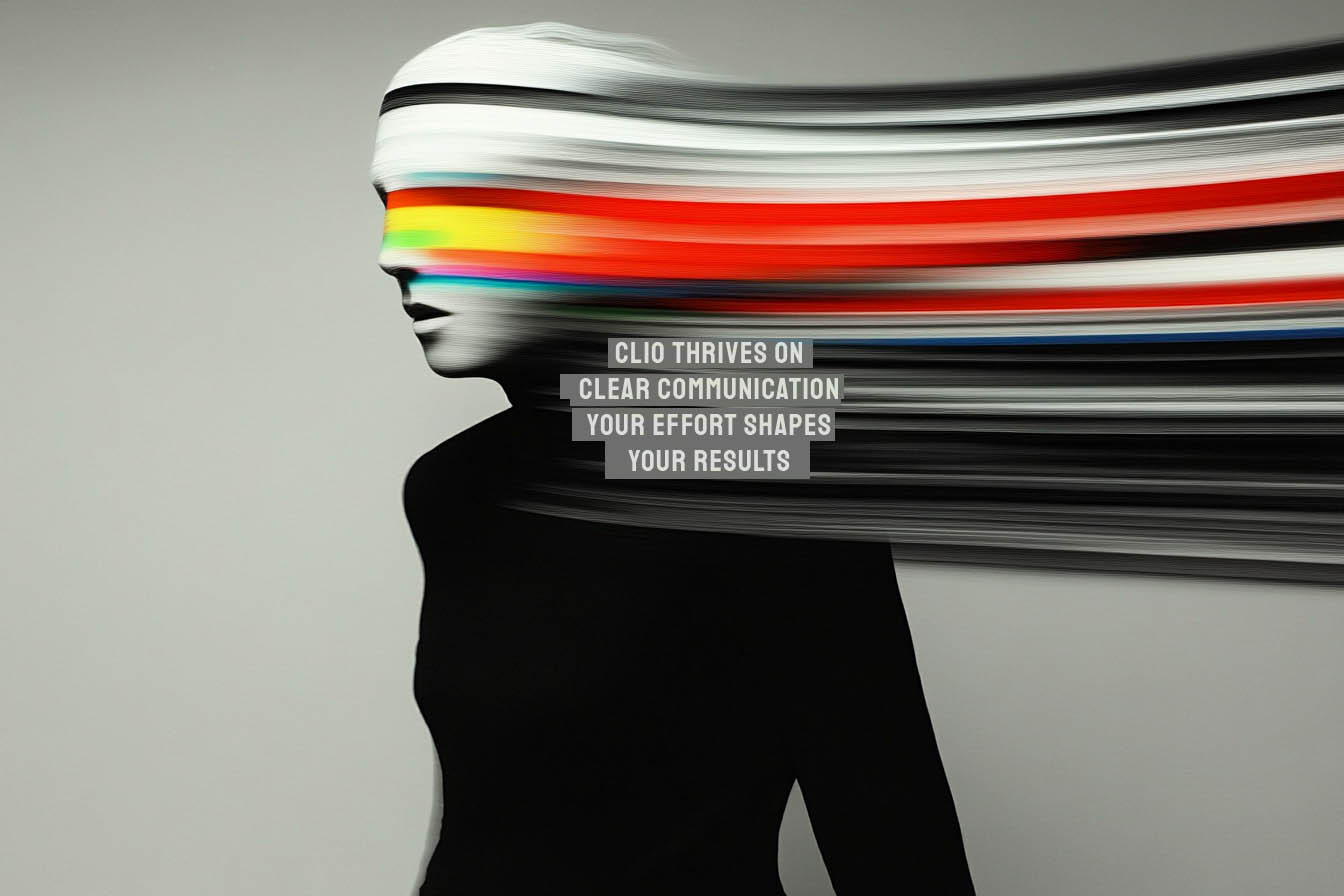 CLIO THRIVES ON
CLEAR COMMUNICATION
YOUR EFFORT SHAPES
YOUR RESULTS